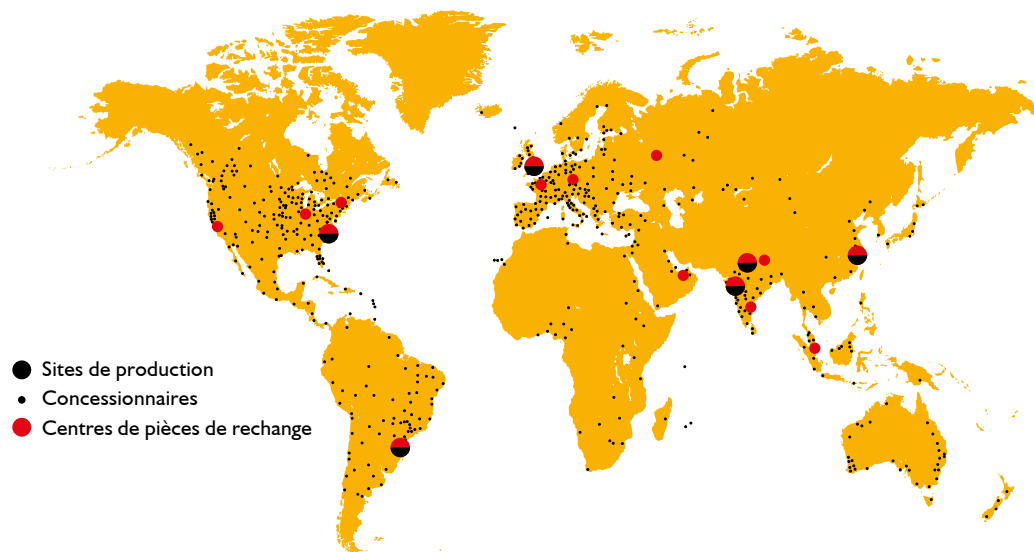 Sites de production
Concessionnaires
Centres de pièces de rechange